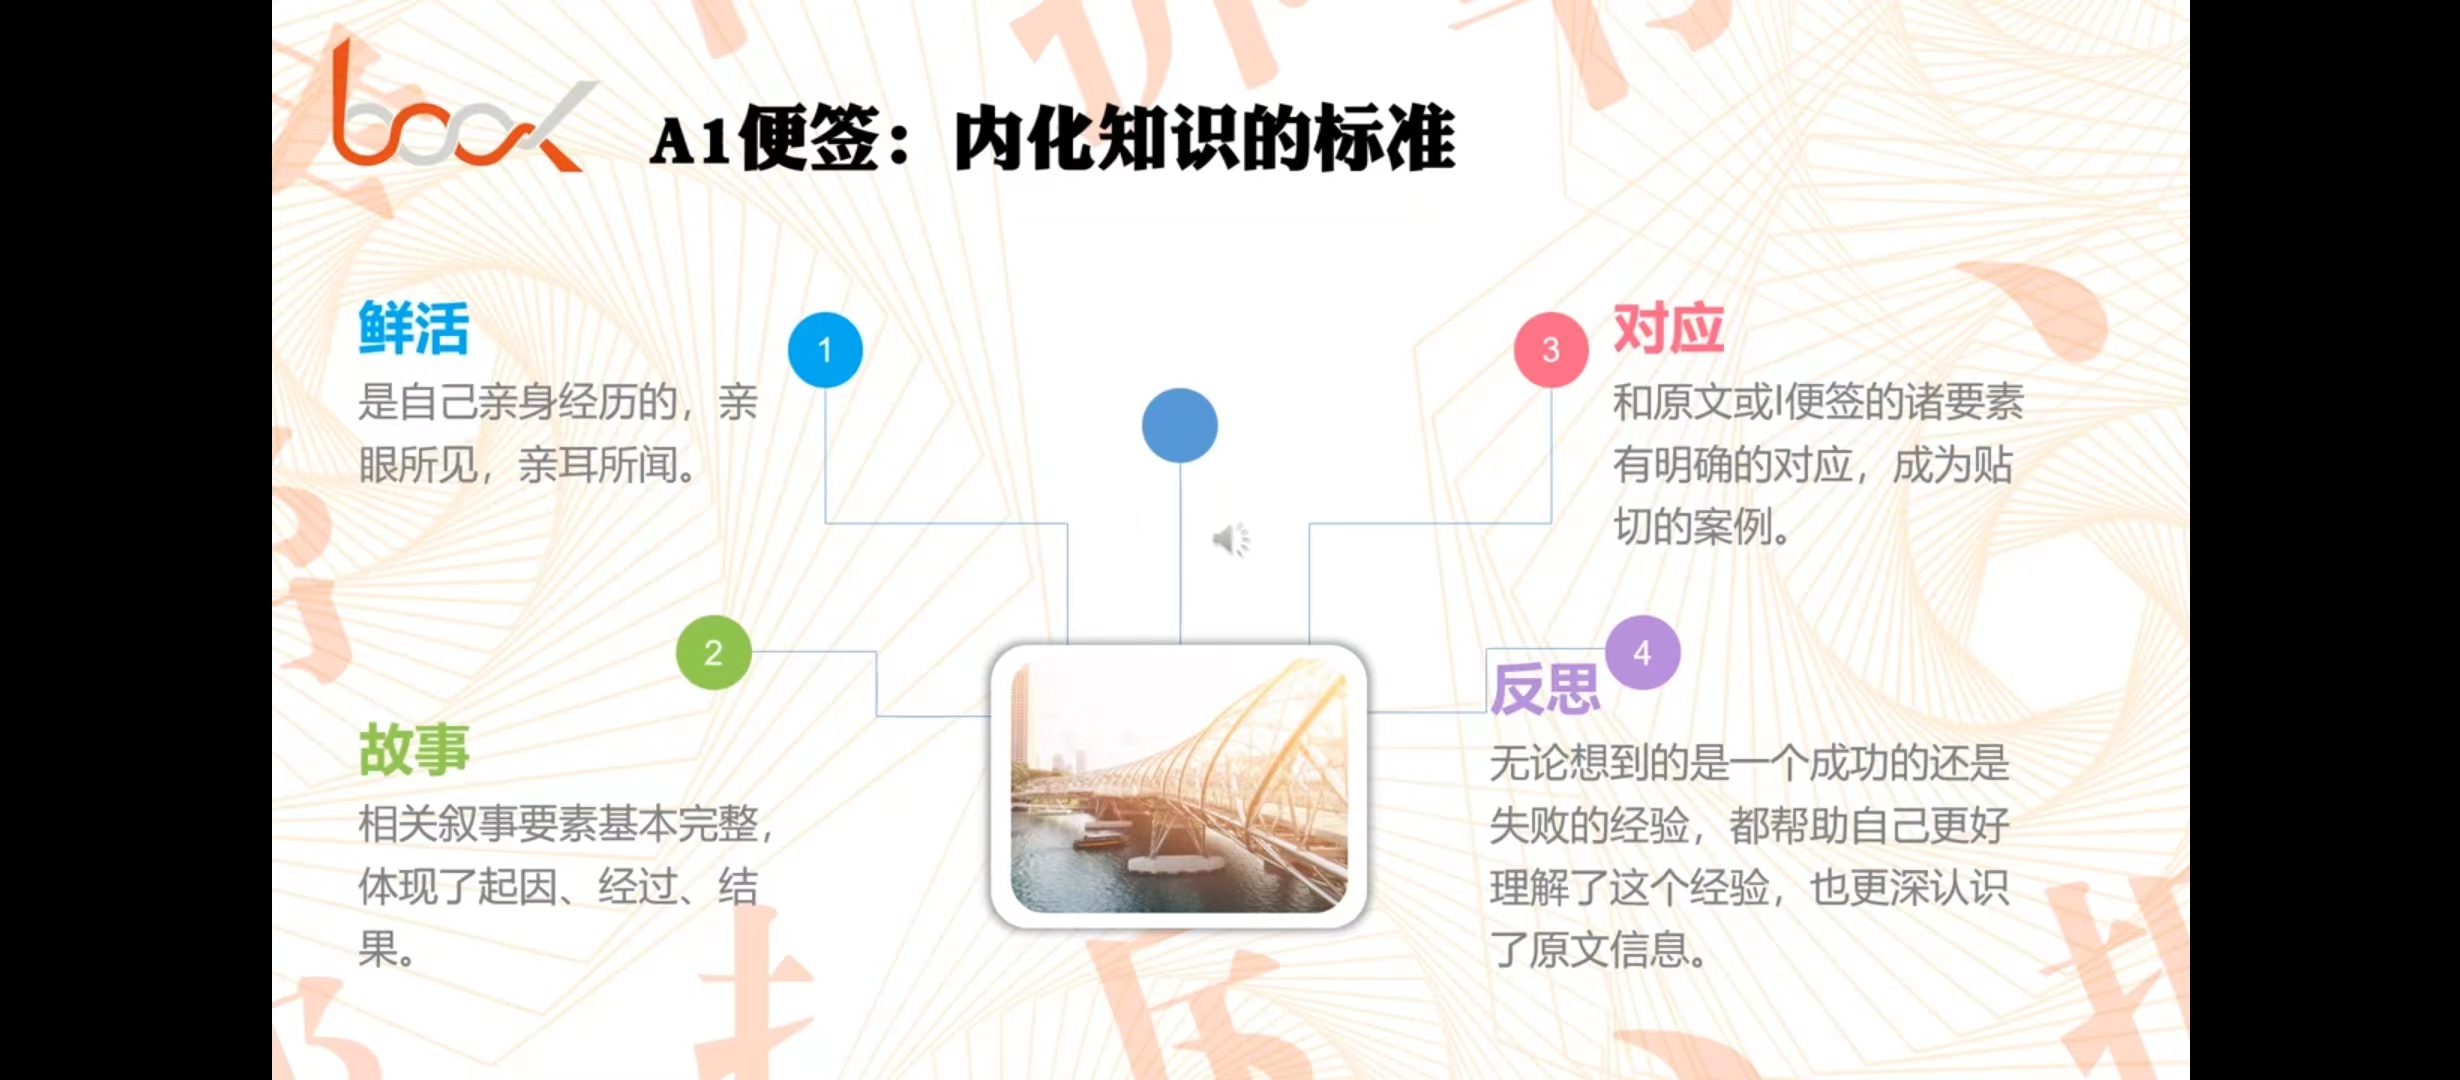 book
A1便签：内化知识的标准
1
鲜活
是自己亲身经历的，亲
眼所见，亲耳所闻。
2
故事
相关叙事要素基本完整，
体现了起因、经过、结
果。
3
对应
和原文或I便签的诸要素
有明确的对应，成为贴
切的案例。
4
反思
无论想到的是一个成功的还是
失败的经验，都帮助自己更好
理解了这个经验，也更深认识
了原文信息。